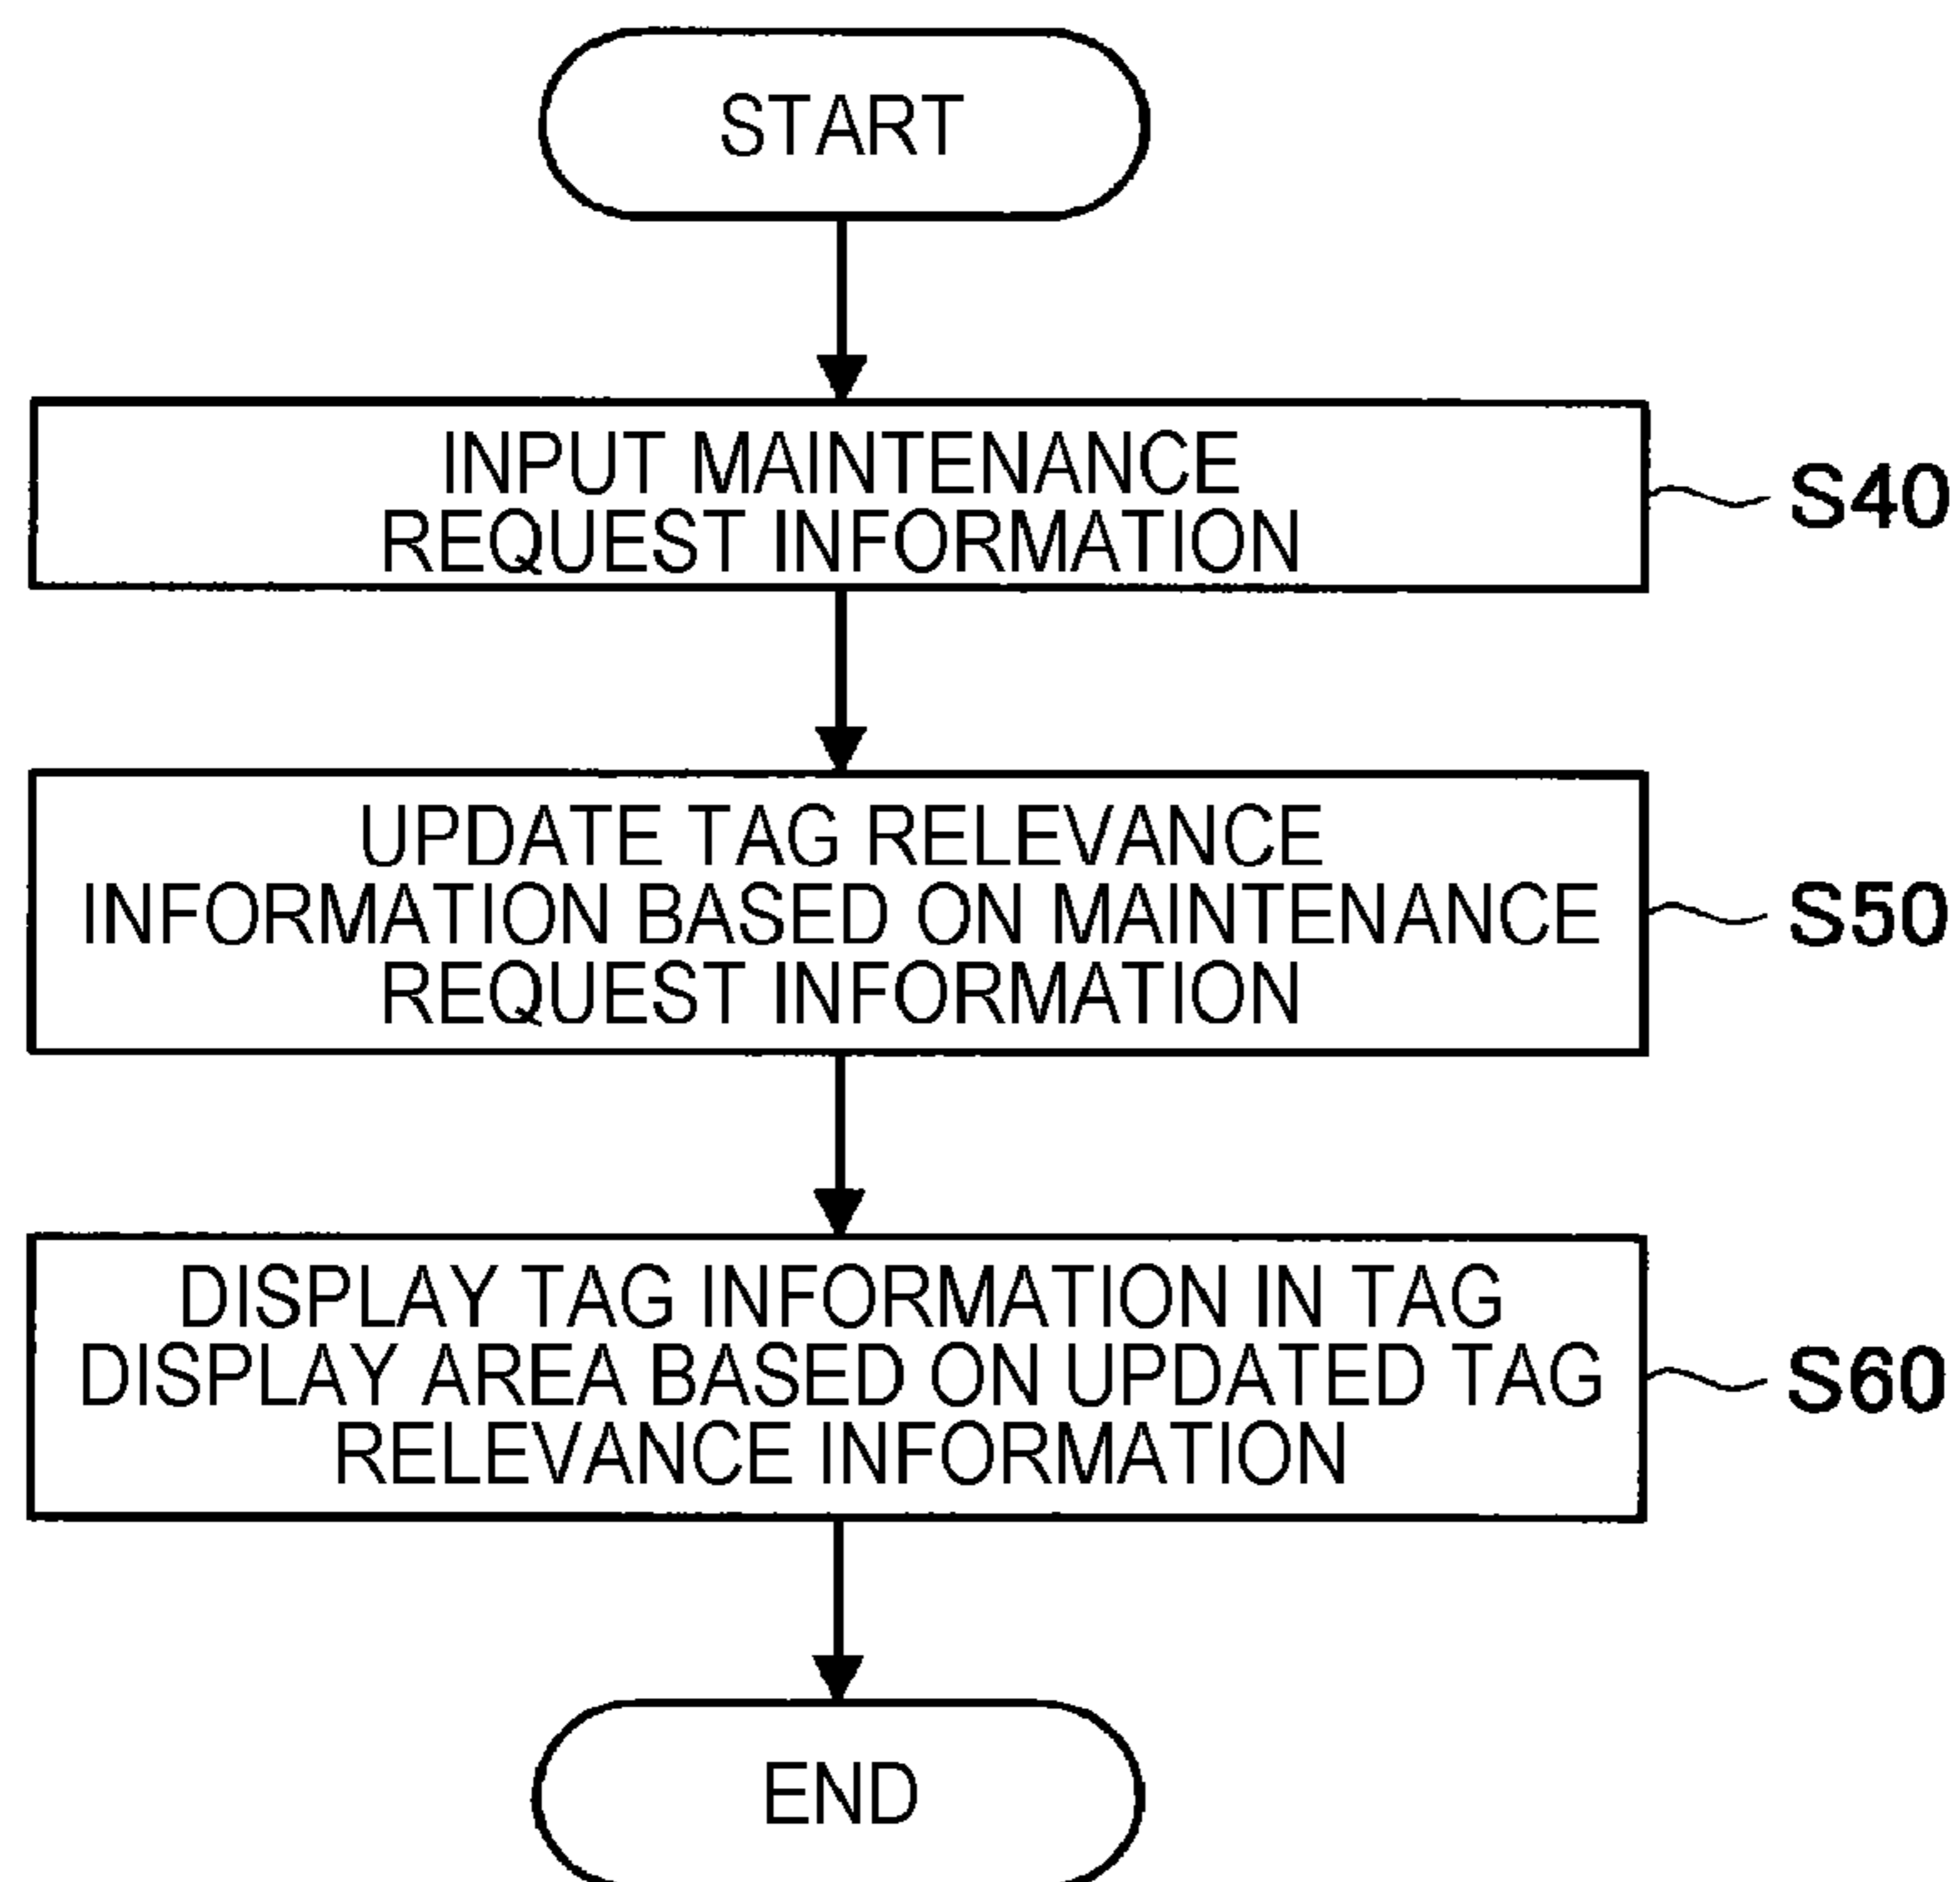 START
INPUT MAINTENANCE
REQUEST INFORMATION
S40
UPDATE TAG RELEVANCE
INFORMATION BASED ON MAINTENANCE
REQUEST INFORMATION
S50
DISPLAY TAG INFORMATION IN TAG
DISPLAY AREA BASED ON UPDATED TAG
RELEVANCE INFORMATION
S60
END